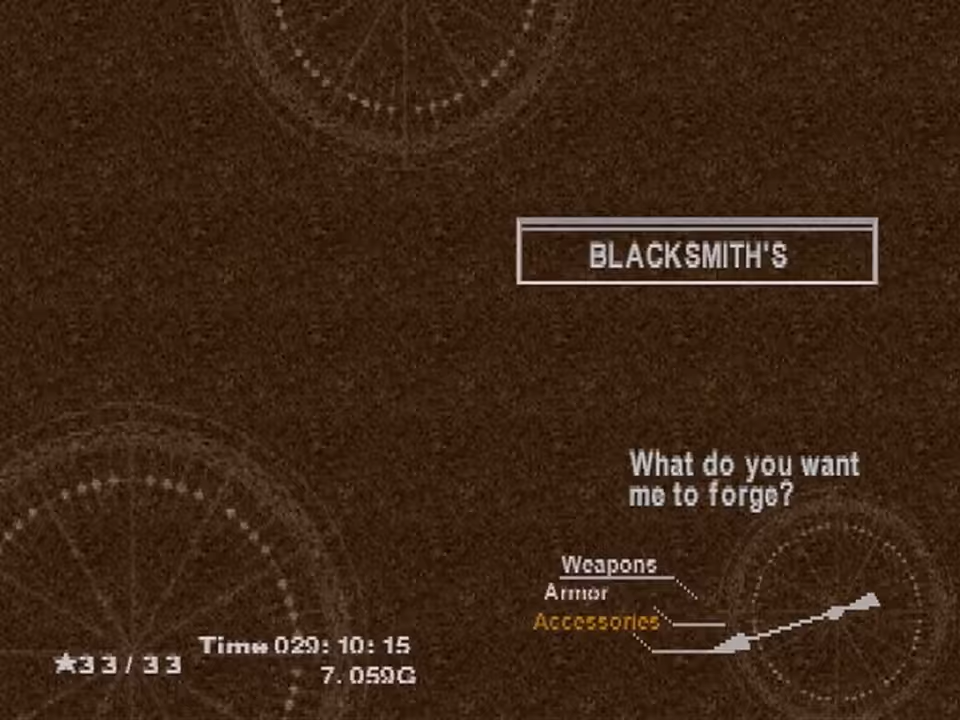 BLACKSMITH'S
What do you want
me to forge?
Weapons
Armor
Accessories
Time 029: 10: 15
★33/33
7. 059G